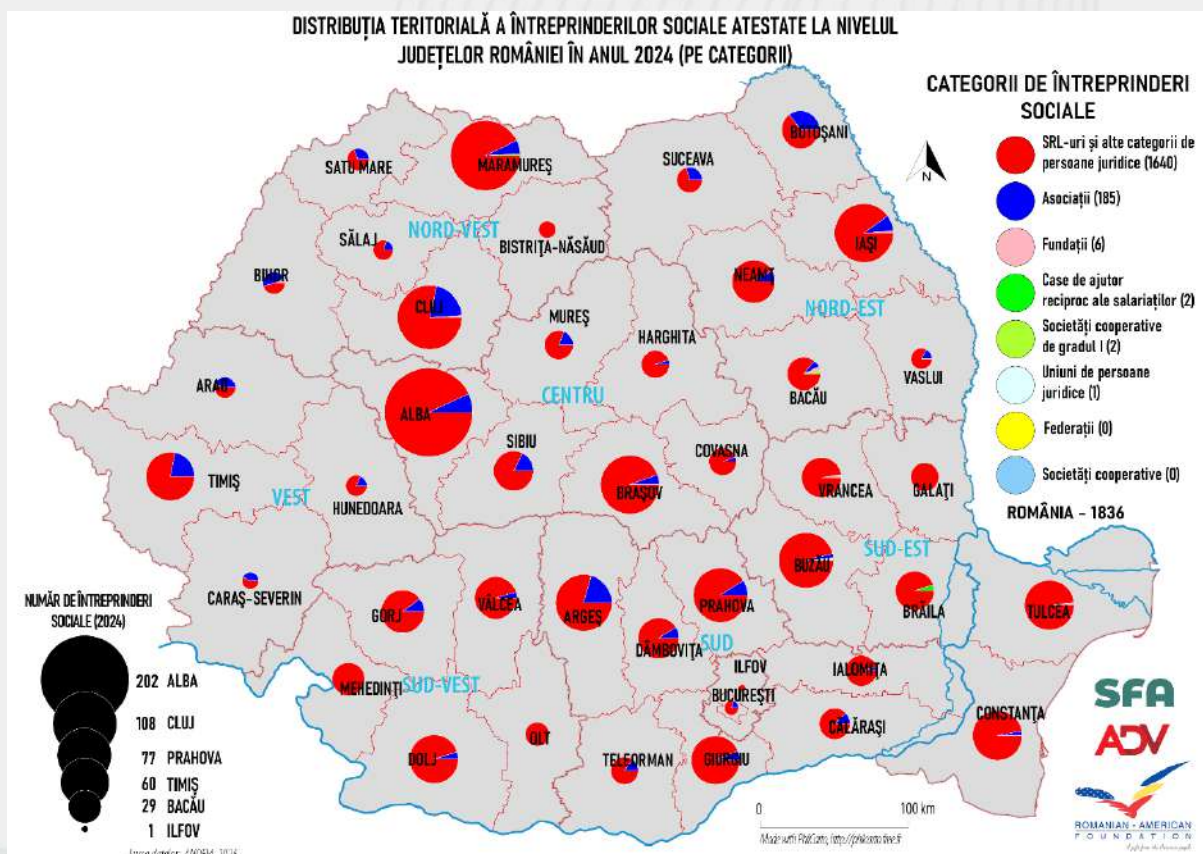 DISTRIBUȚIA TERITORIALĂ A ÎNTREPRINDERILOR SOCIALE ATESTATE LA NIVELUL
JUDEȚELOR ROMÂNIEI ÎN ANUL 2024 (PE CATEGORII)
CATEGORII DE ÎNTREPRINDERI
SOCIALE
SRL-uri și alte categorii de
persoane juridice (1640)
Asociații (185)
Fundații (6)
Case de ajutor
reciproc ale salariaților (2)
Societăți cooperative
de gradul I (2)
Uniuni de persoane
juridice (1)
Federații (0)
Societăți cooperative (0)
ROMÂNIA - 1836
N
BOTOȘANI
SUCEAVA
SATU MARE
MARAMUREȘ
IAȘI
NORD-VEST
SĂLAJ
BISTRIȚA-NĂSĂUD
BIHOR
NEAMȚ
CLUJ
NORD-EST
MUREȘ
HARGHITA
VASLUI
BACĂU
ARAD
CENTRU
ALBA
SIBIU
COVASNA
TIMIȘ
BRAȘOV
VRANCEA
GALAȚI
VEST
HUNEDOARA
SUD-EST
BUZĂU
CARAȘ-SEVERIN
GORJ
VÂLCEA
ARGEȘ
PRAHOVA
BRĂILA
TULCEA
DÂMBOVIȚA
SUD
ILFOV
IALOMIȚA
MEHEDINȚI
SUD-VEST
BUCUREȘTI
CĂLĂRAȘI
CONSTANȚA
OLT
DOLJ
TELEORMAN
GIURGIU
NUMĂR DE ÎNTREPRINDERI
SOCIALE (2024)
202 ALBA
108 CLUJ
77 PRAHOVA
60 TIMIȘ
29 BACĂU
1 ILFOV
0 100 km
Made with PhilCarto, http://philcarto.free.fr
SFA
ADV
ROMANIAN - AMERICAN
FOUNDATION